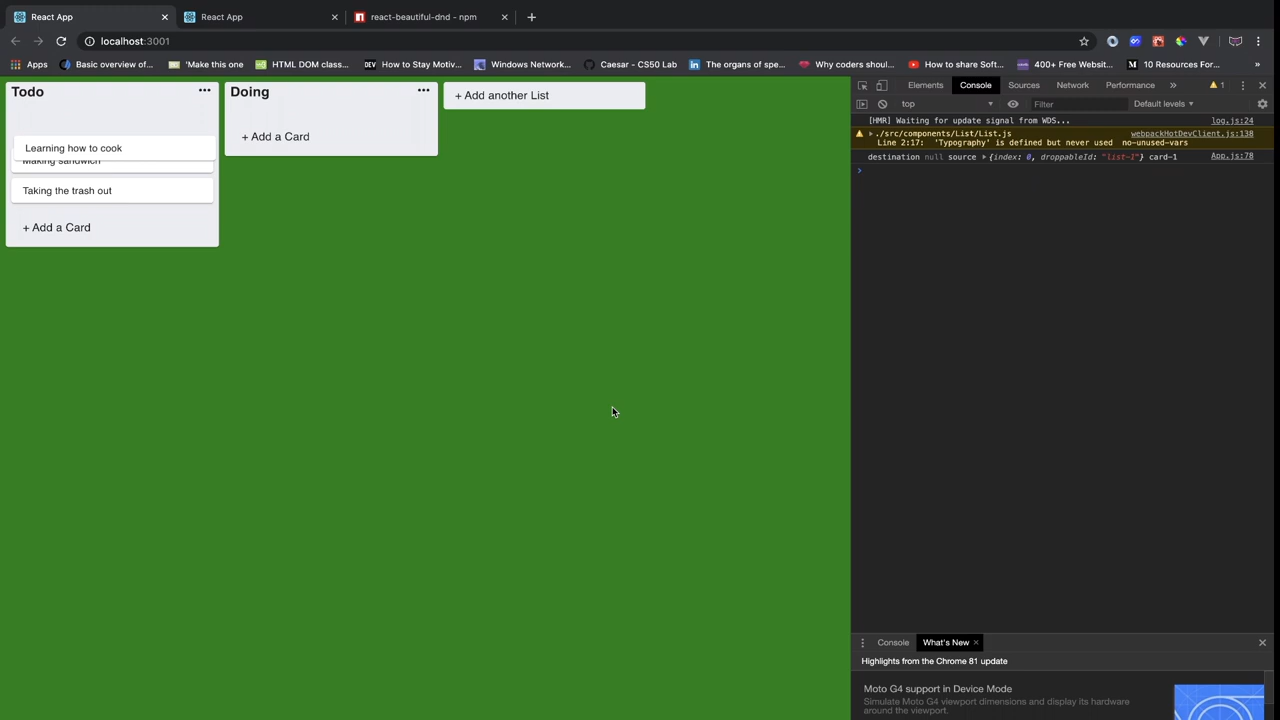 React App
React App
react-beautiful-dnd - npm
localhost:3001
Apps
Basic overview of...
'Make this one
HTML DOM class...
How to Stay Motiv...
Windows Network...
Caesar - CS50 Lab
The organs of spe...
Why coders shoul...
How to share Soft...
400+ Free Websit...
10 Resources For...
»
Todo
•••
Learning how to cook
Making sandwich
Taking the trash out
+ Add a Card
Doing
•••
+ Add a Card
+ Add another List
Elements
Console
Sources
Network
Performance
»
1
top
Filter
Default levels
[HMR] Waiting for update signal from WDS...
log.js:24
./src/components/List/List.js
webpackHotDevClient.js:138
Line 2:17: 'Typography' is defined but never used no-unused-vars
destination null source {index: 0, droppableId: "list-1"} card-1
App.js:78
Console
What's New
Highlights from the Chrome 81 update
Moto G4 support in Device Mode
Simulate Moto G4 viewport dimensions and display its hardware
around the viewport.